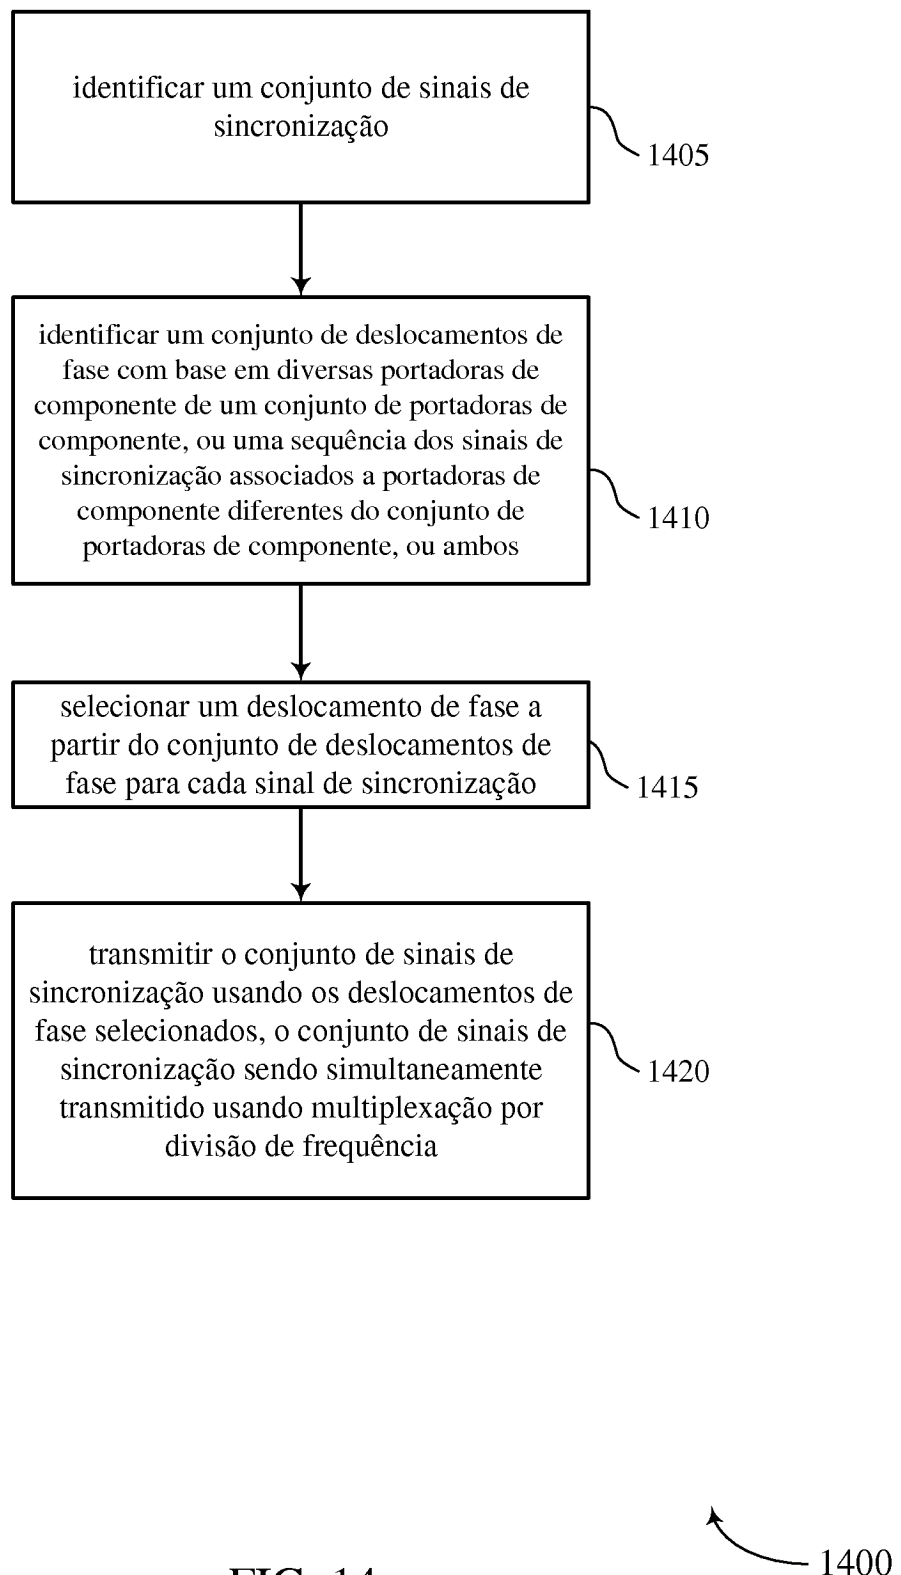 identificar um conjunto de sinais de
sincronização
1405
identificar um conjunto de deslocamentos de
fase com base em diversas portadoras de
componente de um conjunto de portadoras de
componente, ou uma sequência dos sinais de
sincronização associados a portadoras de
componente diferentes do conjunto de
portadoras de componente, ou ambos
1410
selecionar um deslocamento de fase a
partir do conjunto de deslocamentos de
fase para cada sinal de sincronização
1415
transmitir o conjunto de sinais de
sincronização usando os deslocamentos de
fase selecionados, o conjunto de sinais de
sincronização sendo simultaneamente
transmitido usando multiplexação por
divisão de frequência
1420
1400
FIG. 14